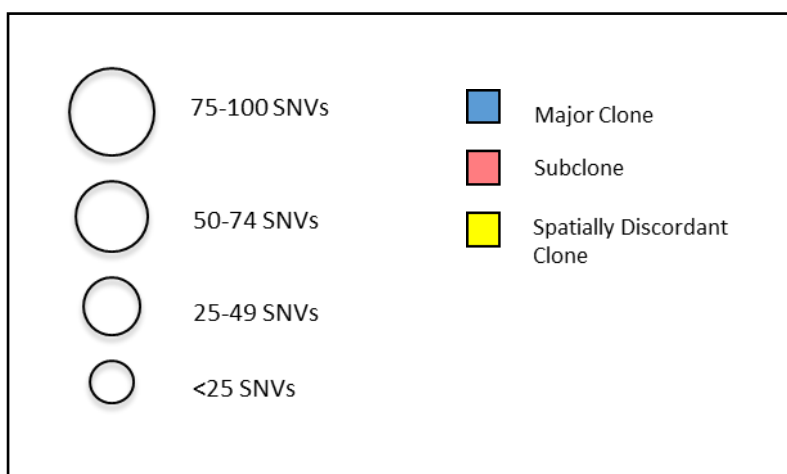 75-100 SNVs
50-74 SNVs
25-49 SNVs
<25 SNVs
Major Clone
Subclone
Spatially Discordant
Clone